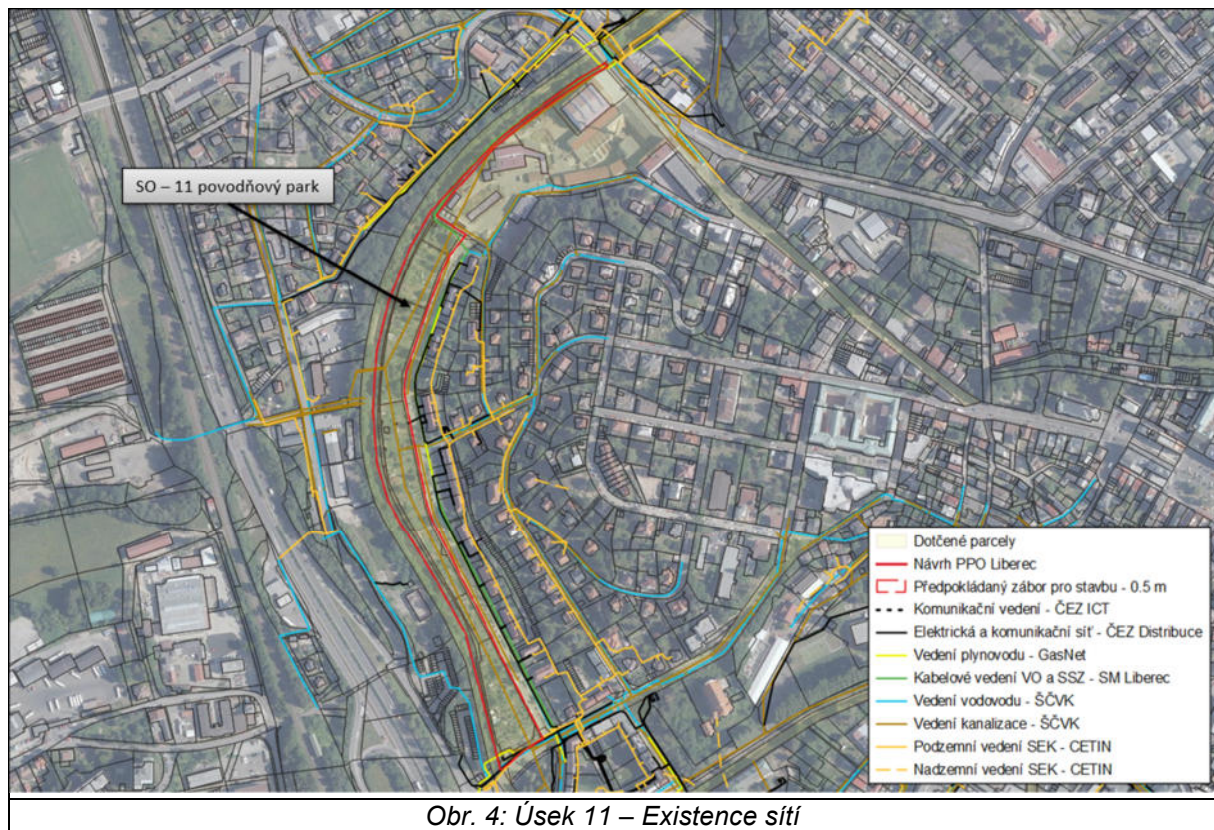 SO – 11 povodňový park
Dotčené parcely
Návrh PPO Liberec
Předpokládaný zábor pro stavbu - 0.5 m
Komunikační vedení - ČEZ ICT
Elektrická a komunikační síť - ČEZ Distribuce
Vedení plynovodu - GasNet
Kabelové vedení VO a SSZ - SM Liberec
Vedení vodovodu - ŠČVK
Vedení kanalizace - ŠČVK
Podzemní vedení SEK - CETIN
Nadzemní vedení SEK - CETIN
Obr. 4: Úsek 11 – Existence sítí